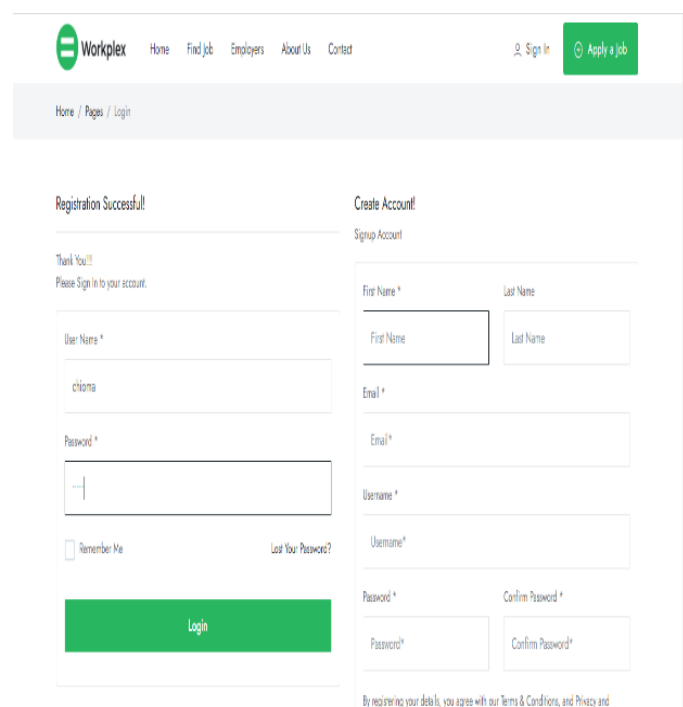 Workplex Home Find Job Employers About Us Contact Sign In Apply a Job
Home / Pages / Login
Registration Successful!
Thank You!!!
Please Sign In to your account.
User Name *
chioma
Password *
.....
Remember Me Lost Your Password?
Login
Create Account!
Signup Account
First Name * Last Name
First Name Last Name
Email *
Email*
Username *
Username*
Password * Confirm Password *
Password* Confirm Password*
By registering your details, you agree with our Terms & Conditions, and Privacy and